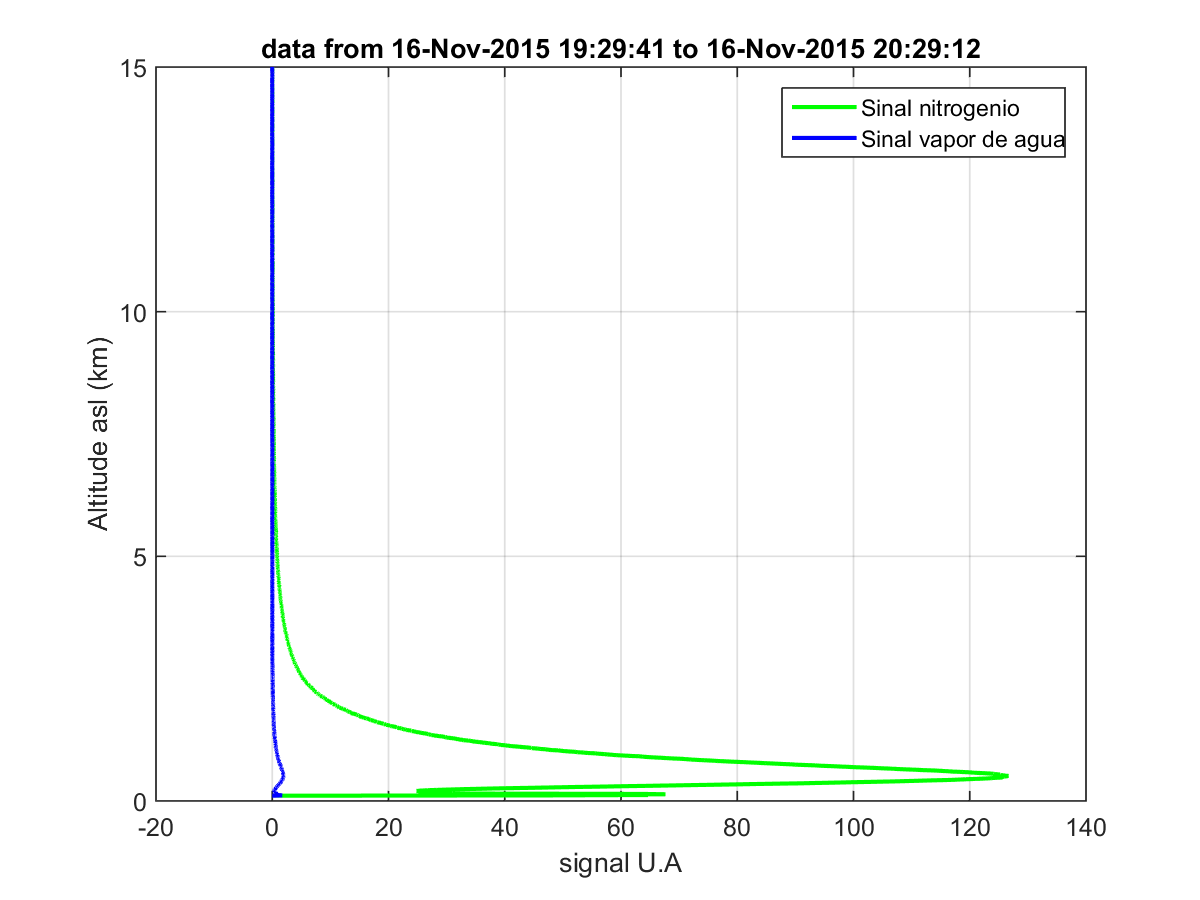 data from 16-Nov-2015 19:29:41 to 16-Nov-2015 20:29:12
Sinal nitrogenio
Sinal vapor de agua
15
10
5
0
Altitude asl (km)
-20 0 20 40 60 80 100 120 140
signal U.A